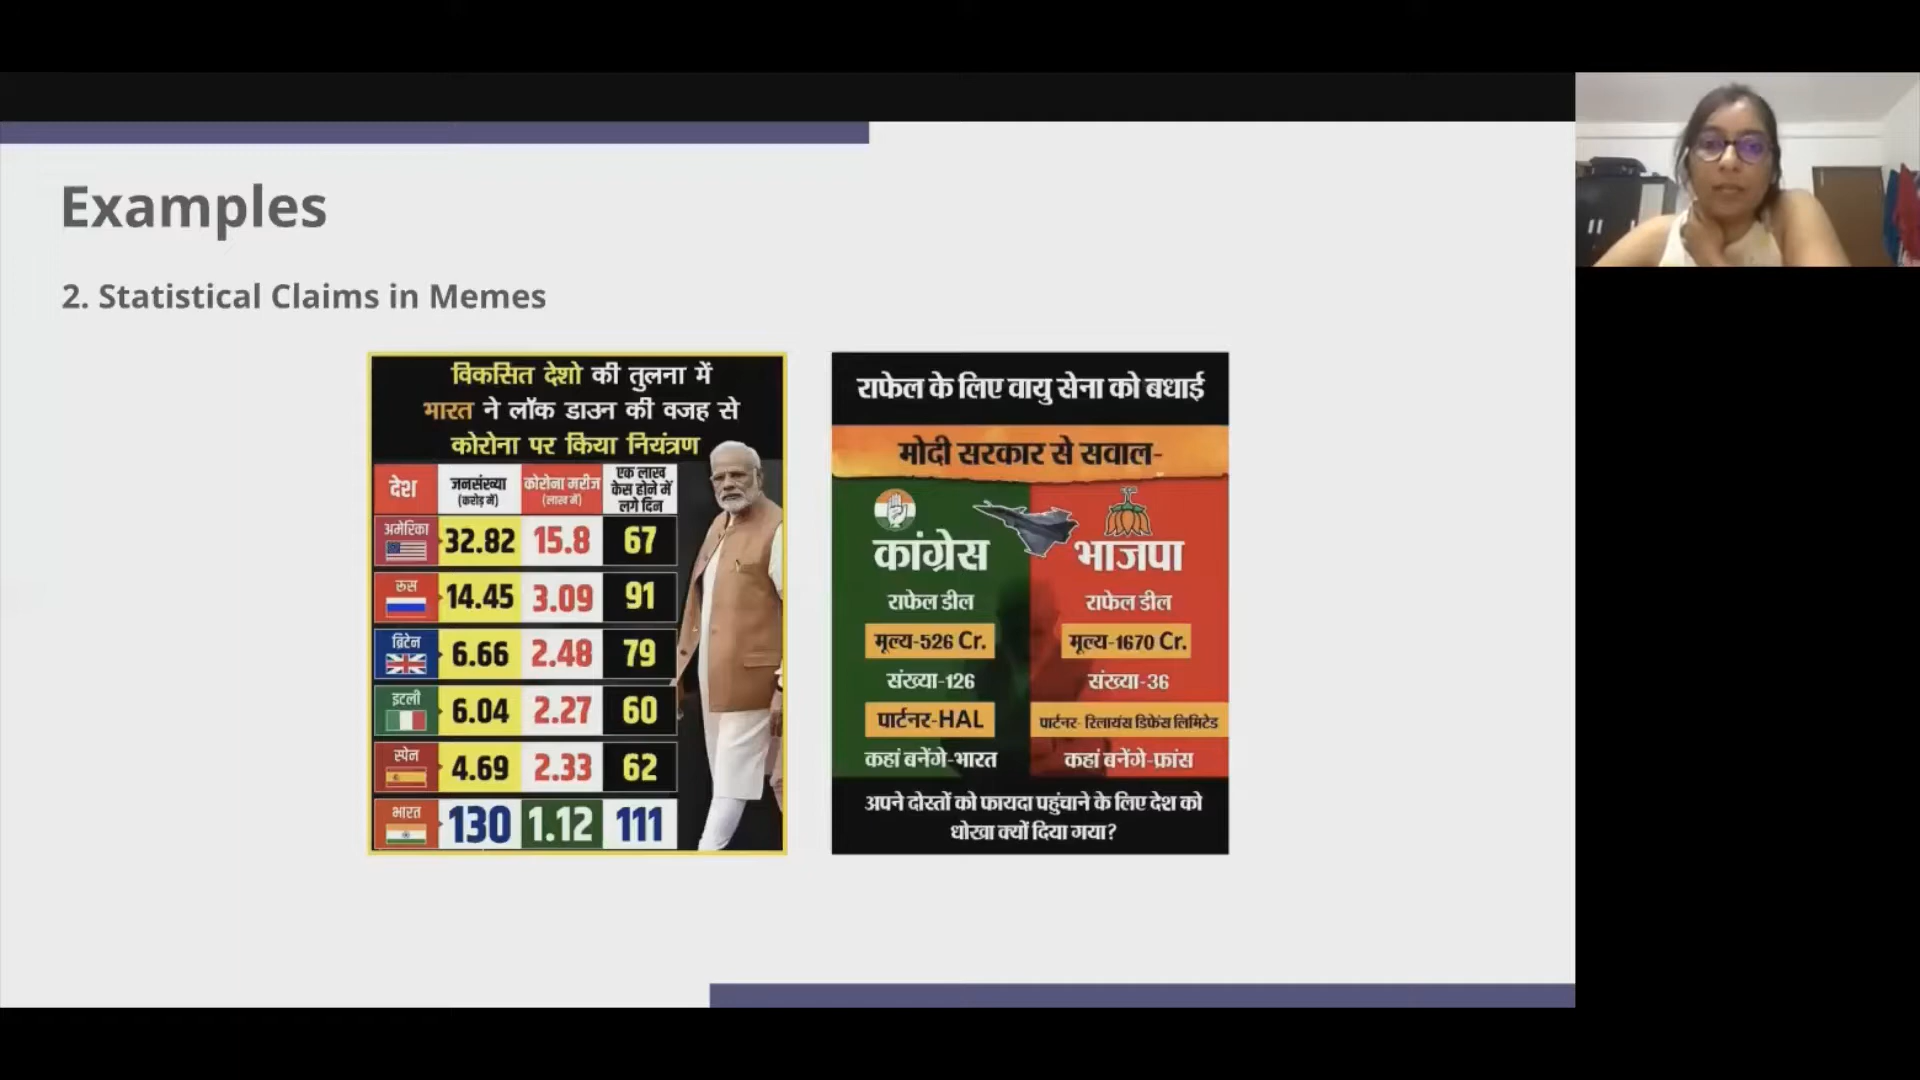 Examples
2. Statistical Claims in Memes
विकसित देशो की तुलना में
भारत ने लॉक डाउन की वजह से
कोरोना पर किया नियंत्रण
देश
जनसंख्या
(करोड़ में)
कोरोना मरीज
(लाख में)
एक लाख
केस होने में
लगे दिन
अमेरिका
32.82 15.8 67
रूस
14.45 3.09 91
ब्रिटेन
6.66 2.48 79
इटली
6.04 2.27 60
स्पेन
4.69 2.33 62
भारत
130 1.12 111
राफेल के लिए वायु सेना को बधाई
मोदी सरकार से सवाल-
कांग्रेस
राफेल डील
मूल्य-526 Cr.
संख्या-126
पार्टनर-HAL
कहां बनेंगे-भारत
भाजपा
राफेल डील
मूल्य-1670 Cr.
संख्या-36
पार्टनर- रिलायंस डिफेंस लिमिटेड
कहां बनेंगे-फ्रांस
अपने दोस्तों को फायदा पहुंचाने के लिए देश को
धोखा क्यों दिया गया?